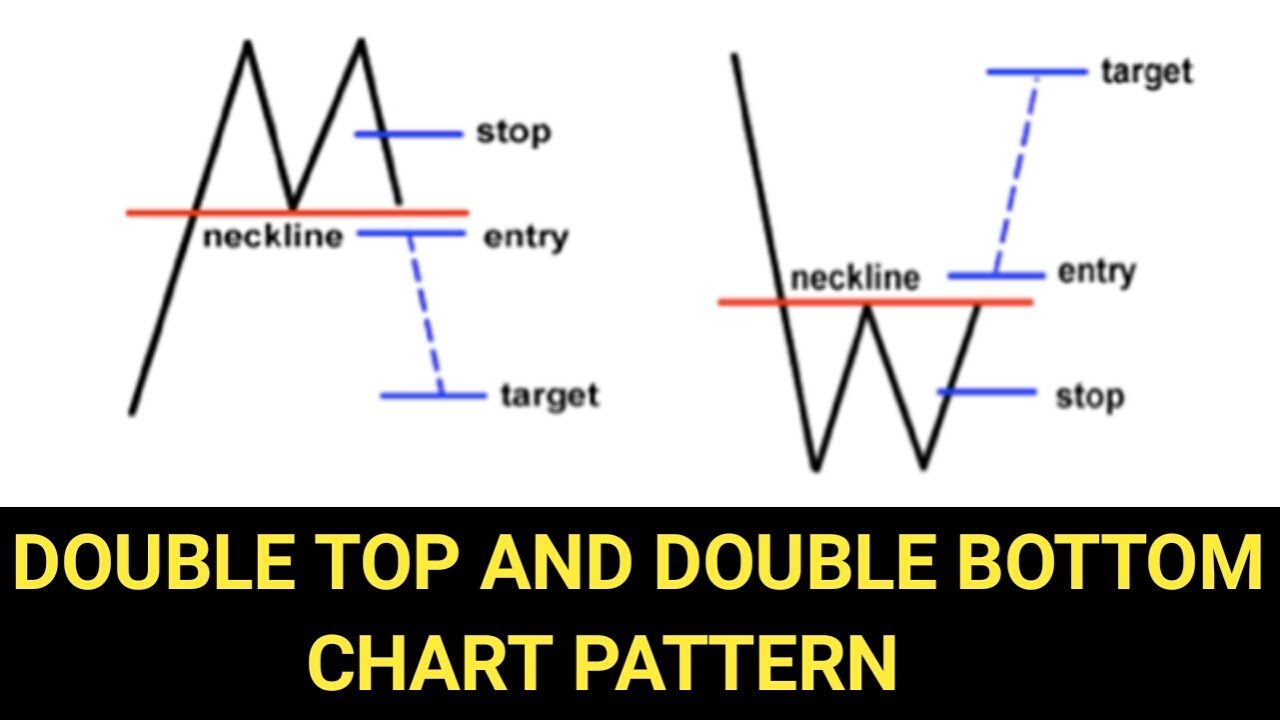 stop
neckline
entry
target
target
neckline
entry
stop
DOUBLE TOP AND DOUBLE BOTTOM
CHART PATTERN